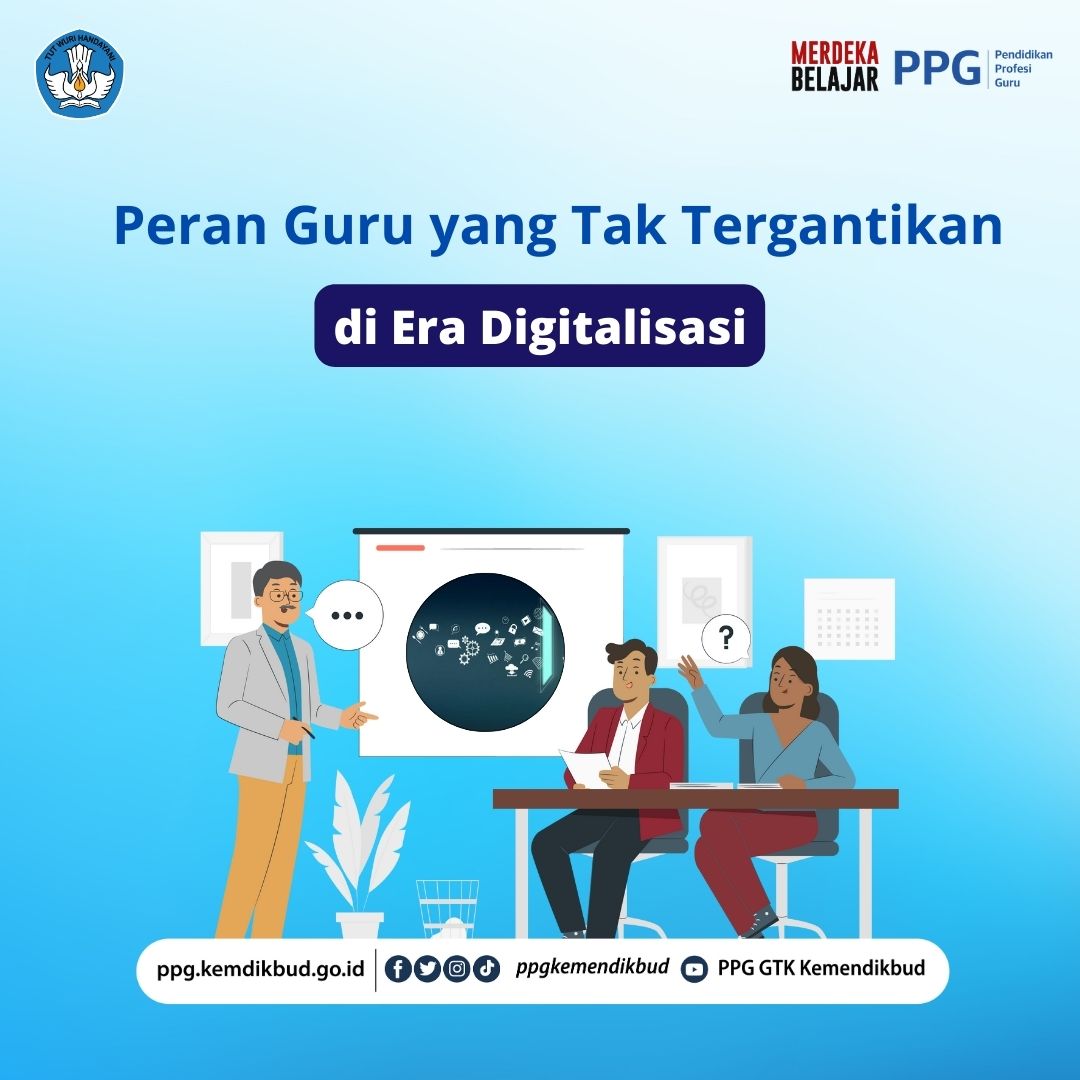 TUT WURI HANDAYANI
MERDEKA
BELAJAR
PPG
Pendidikan
Profesi
Guru
Peran Guru yang Tak Tergantikan
di Era Digitalisasi
?
ppg.kemdikbud.go.id
ppgkemendikbud
PPG GTK Kemendikbud